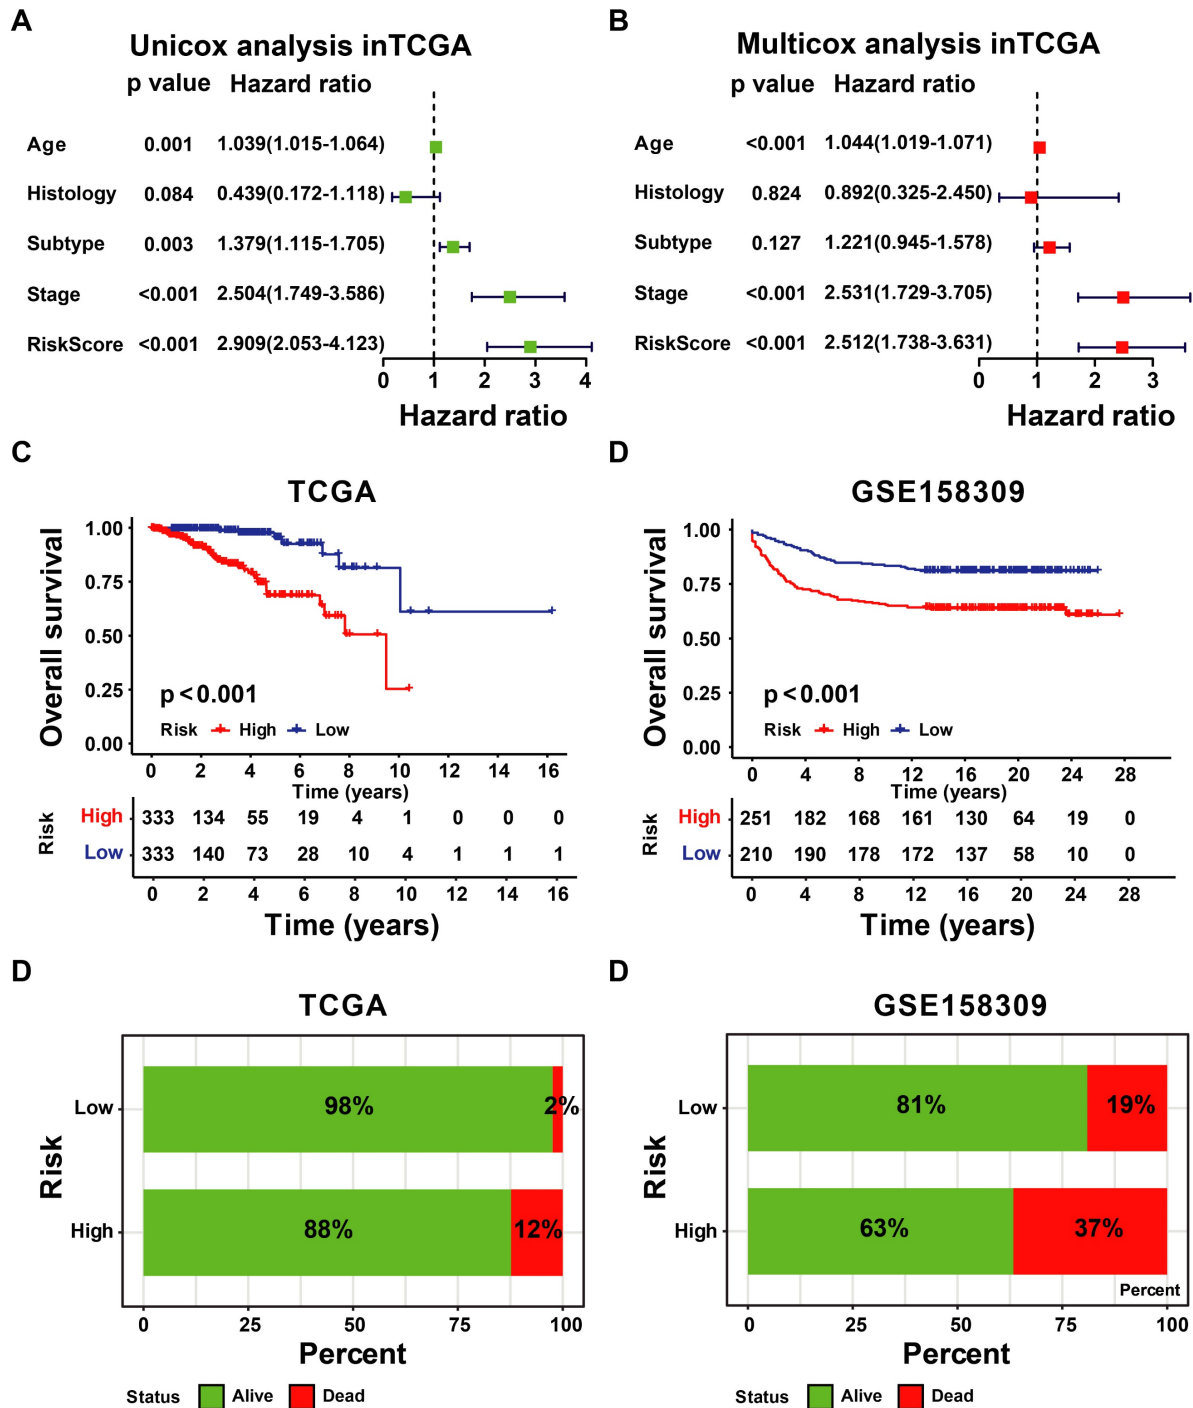 A
Unicox analysis inTCGA
p value Hazard ratio
Age 0.001 1.039(1.015-1.064)
Histology 0.084 0.439(0.172-1.118)
Subtype 0.003 1.379(1.115-1.705)
Stage <0.001 2.504(1.749-3.586)
RiskScore <0.001 2.909(2.053-4.123)
0 1 2 3 4
Hazard ratio
B
Multicox analysis inTCGA
p value Hazard ratio
Age <0.001 1.044(1.019-1.071)
Histology 0.824 0.892(0.325-2.450)
Subtype 0.127 1.221(0.945-1.578)
Stage <0.001 2.531(1.729-3.705)
RiskScore <0.001 2.512(1.738-3.631)
0 1 2 3
Hazard ratio
C
TCGA
Overall survival
1.00
0.75
0.50
0.25
0.00
p<0.001
Risk High Low
0 2 4 6 8 10 12 14 16
Time (years)
Risk
High 333 134 55 19 4 1 0 0 0
Low 333 140 73 28 10 4 1 1 1
0 2 4 6 8 10 12 14 16
Time (years)
D
GSE158309
Overall survival
1.00
0.75
0.50
0.25
0.00
p<0.001
Risk High Low
0 4 8 12 16 20 24 28
Time (years)
Risk
High 251 182 168 161 130 64 19 0
Low 210 190 178 172 137 58 10 0
0 4 8 12 16 20 24 28
Time (years)
D
TCGA
Risk
Low 98% 2%
High 88% 12%
0 25 50 75 100
Percent
Status Alive Dead
D
GSE158309
Risk
Low 81% 19%
High 63% 37%
Percent
0 25 50 75 100
Percent
Status Alive Dead